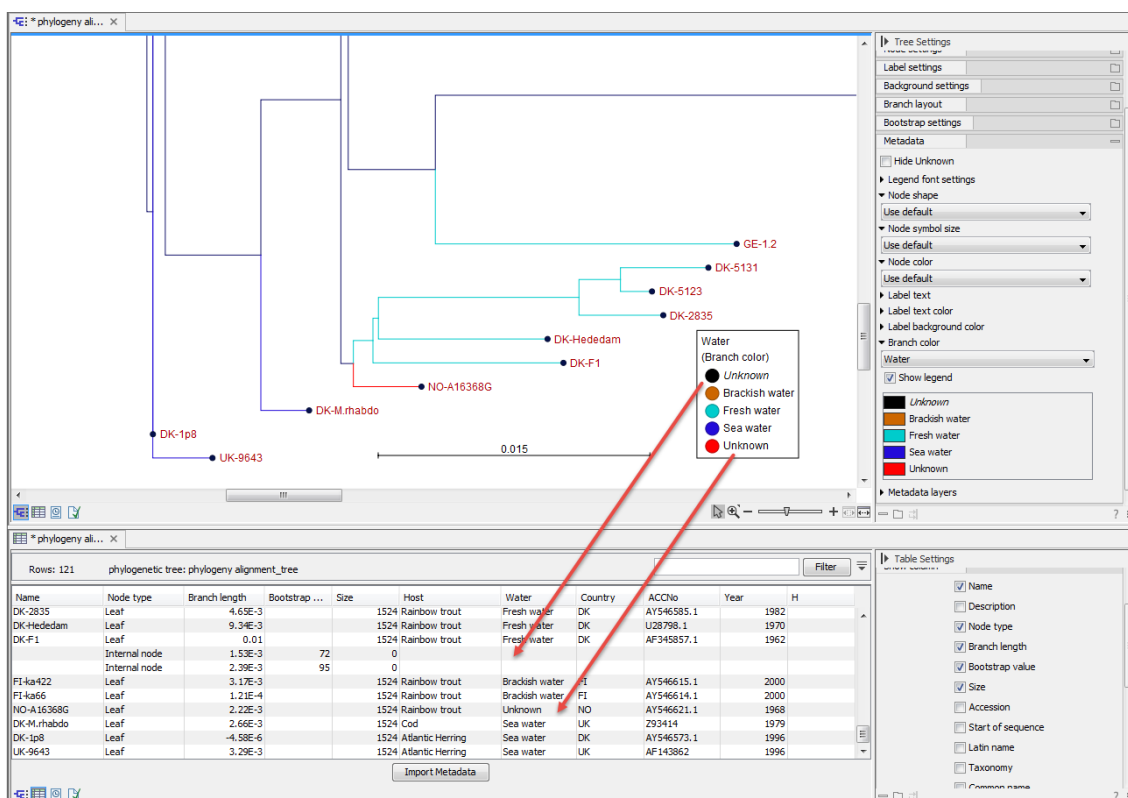 * phylogeny ali...
Tree Settings
Label settings
Background settings
Branch layout
Bootstrap settings
Metadata
Hide Unknown
Legend font settings
Node shape
Use default
Node symbol size
Use default
Node color
Use default
Label text
Label text color
Label background color
Branch color
Water
Show legend
Unknown
Brackish water
Fresh water
Sea water
Unknown
Metadata layers
GE-1.2
DK-5131
DK-5123
DK-2835
DK-Hededam
DK-F1
NO-A16368G
DK-M.rhabdo
DK-1p8
UK-9643
Water
(Branch color)
Unknown
Brackish water
Fresh water
Sea water
Unknown
0.015
?
* phylogeny ali...
Rows: 121 phylogenetic tree: phylogeny alignment_tree Filter
Name Node type Branch length Bootstrap ... Size Host Water Country ACCNo Year H
DK-2835 Leaf 4.65E-3 1524 Rainbow trout Fresh water DK AY546585.1 1982
DK-Hededam Leaf 9.34E-3 1524 Rainbow trout Fresh water DK U28798.1 1970
DK-F1 Leaf 0.01 1524 Rainbow trout Fresh water DK AF345857.1 1962
Internal node 1.53E-3 72 0
Internal node 2.39E-3 95 0
FI-ka422 Leaf 3.17E-3 1524 Rainbow trout Brackish water FI AY546615.1 2000
FI-ka66 Leaf 1.21E-4 1524 Rainbow trout Brackish water FI AY546614.1 2000
NO-A16368G Leaf 2.22E-3 1524 Rainbow trout Unknown NO AY546621.1 1968
DK-M.rhabdo Leaf 2.66E-3 1524 Cod Sea water UK Z93414 1979
DK-1p8 Leaf -4.58E-6 1524 Atlantic Herring Sea water DK AY546573.1 1996
UK-9643 Leaf 3.29E-3 1524 Atlantic Herring Sea water UK AF143862 1996
Import Metadata
Table Settings
Name
Description
Node type
Branch length
Bootstrap value
Size
Accession
Start of sequence
Latin name
Taxonomy
Common name
?